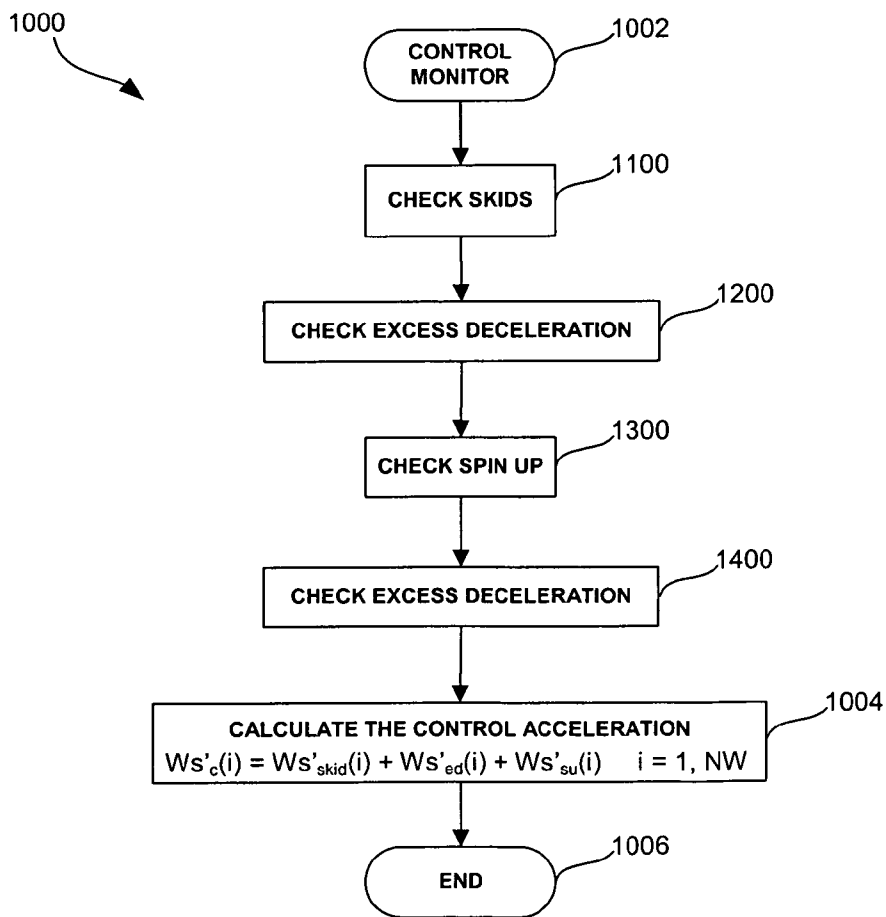 1000
CONTROL
MONITOR
1002
CHECK SKIDS
1100
CHECK EXCESS DECELERATION
1200
CHECK SPIN UP
1300
CHECK EXCESS DECELERATION
1400
CALCULATE THE CONTROL ACCELERATION
Ws'c(i) = Ws'skid(i) + Ws'ed(i) + Ws'su(i) i = 1, NW
1004
END
1006